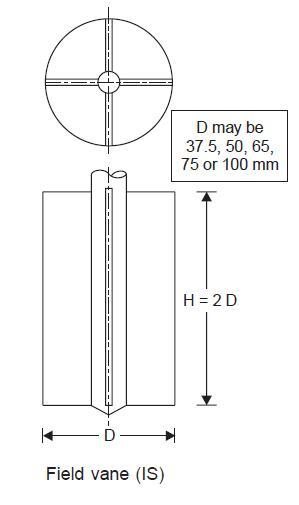 D may be
37.5, 50, 65,
75 or 100 mm
H = 2 D
D
Field vane (IS)